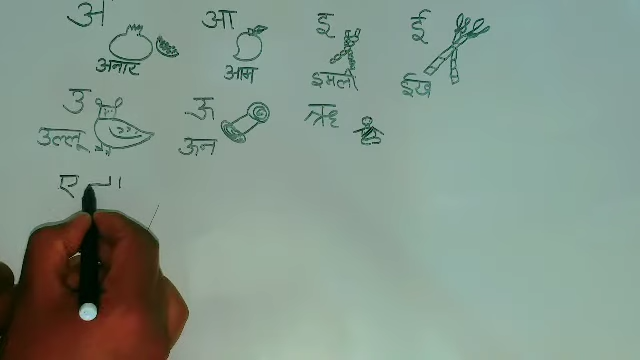 अ आ इ ई
अनार आम इमली ईख
उ ऊ ऋ
उल्लू ऊन
ए